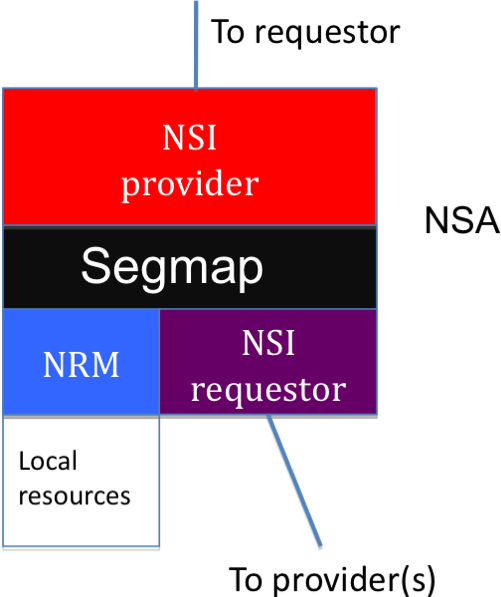 To requestor
NSI
provider
NSA
Segmap
NRM
NSI
requestor
Local
resources
To provider(s)